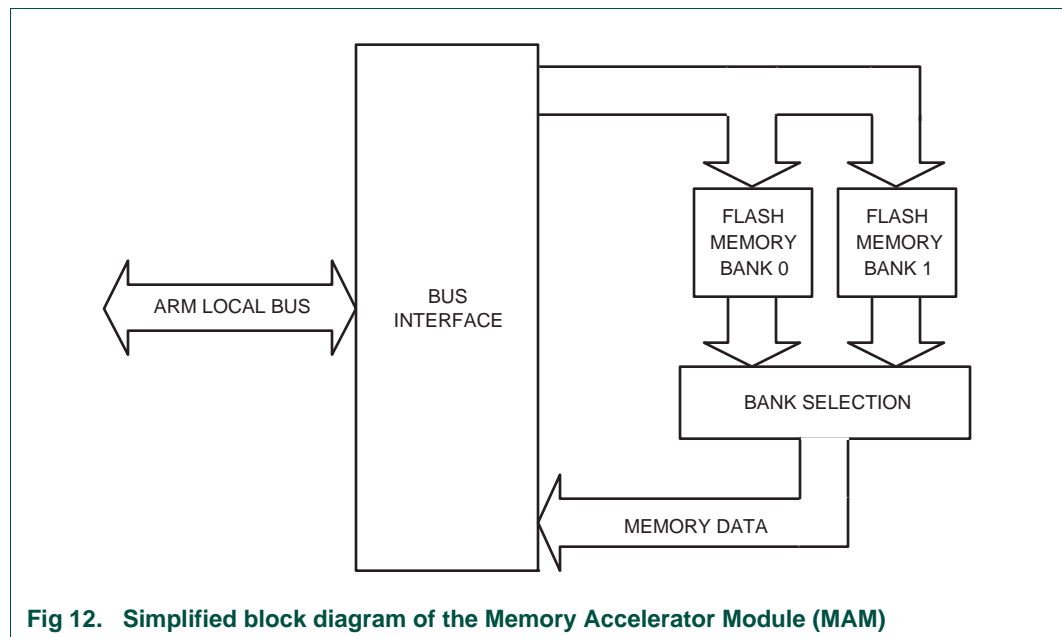 FLASH
MEMORY
BANK 0
FLASH
MEMORY
BANK 1
ARM LOCAL BUS
BUS
INTERFACE
BANK SELECTION
MEMORY DATA
Fig 12. Simplified block diagram of the Memory Accelerator Module (MAM)